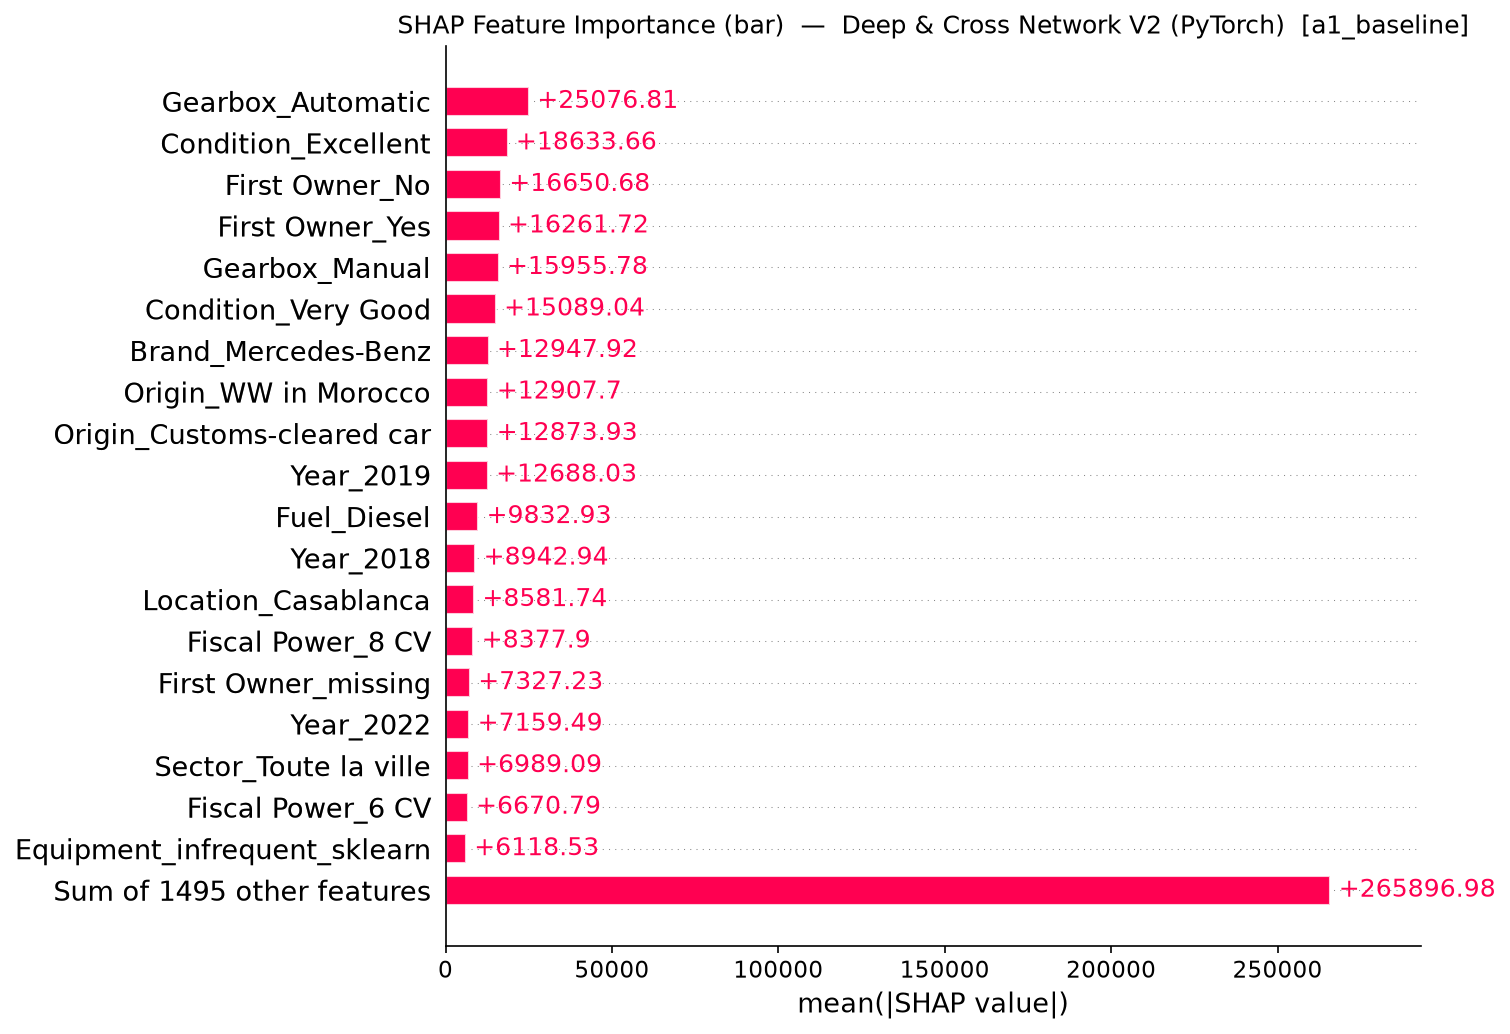 SHAP Feature Importance (bar)  —  Deep & Cross Network V2 (PyTorch)  [a1_baseline]
Gearbox_Automatic +25076.81
Condition_Excellent +18633.66
First Owner_No +16650.68
First Owner_Yes +16261.72
Gearbox_Manual +15955.78
Condition_Very Good +15089.04
Brand_Mercedes-Benz +12947.92
Origin_WW in Morocco +12907.7
Origin_Customs-cleared car +12873.93
Year_2019 +12688.03
Fuel_Diesel +9832.93
Year_2018 +8942.94
Location_Casablanca +8581.74
Fiscal Power_8 CV +8377.9
First Owner_missing +7327.23
Year_2022 +7159.49
Sector_Toute la ville +6989.09
Fiscal Power_6 CV +6670.79
Equipment_infrequent_sklearn +6118.53
Sum of 1495 other features +265896.98
0 50000 100000 150000 200000 250000
mean(|SHAP value|)